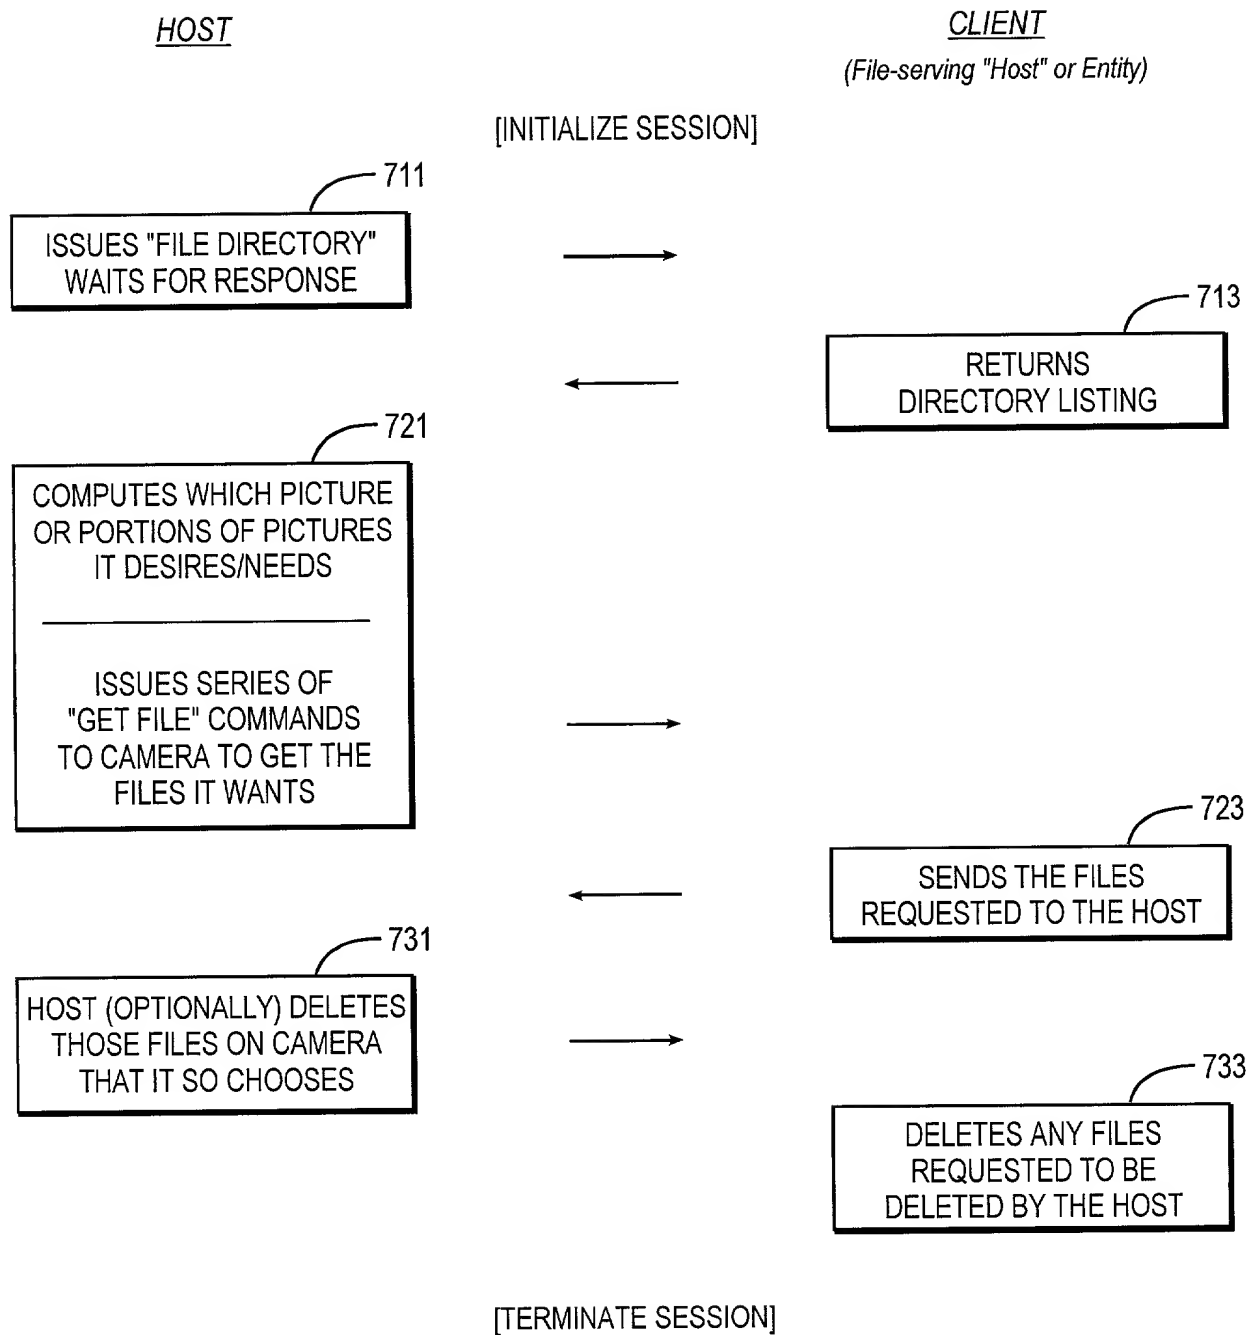 HOST
CLIENT
(File-serving "Host" or Entity)
[INITIALIZE SESSION]
711
ISSUES "FILE DIRECTORY"
WAITS FOR RESPONSE
713
RETURNS
DIRECTORY LISTING
721
COMPUTES WHICH PICTURE
OR PORTIONS OF PICTURES
IT DESIRES/NEEDS
ISSUES SERIES OF
"GET FILE" COMMANDS
TO CAMERA TO GET THE
FILES IT WANTS
723
SENDS THE FILES
REQUESTED TO THE HOST
731
HOST (OPTIONALLY) DELETES
THOSE FILES ON CAMERA
THAT IT SO CHOOSES
733
DELETES ANY FILES
REQUESTED TO BE
DELETED BY THE HOST
[TERMINATE SESSION]